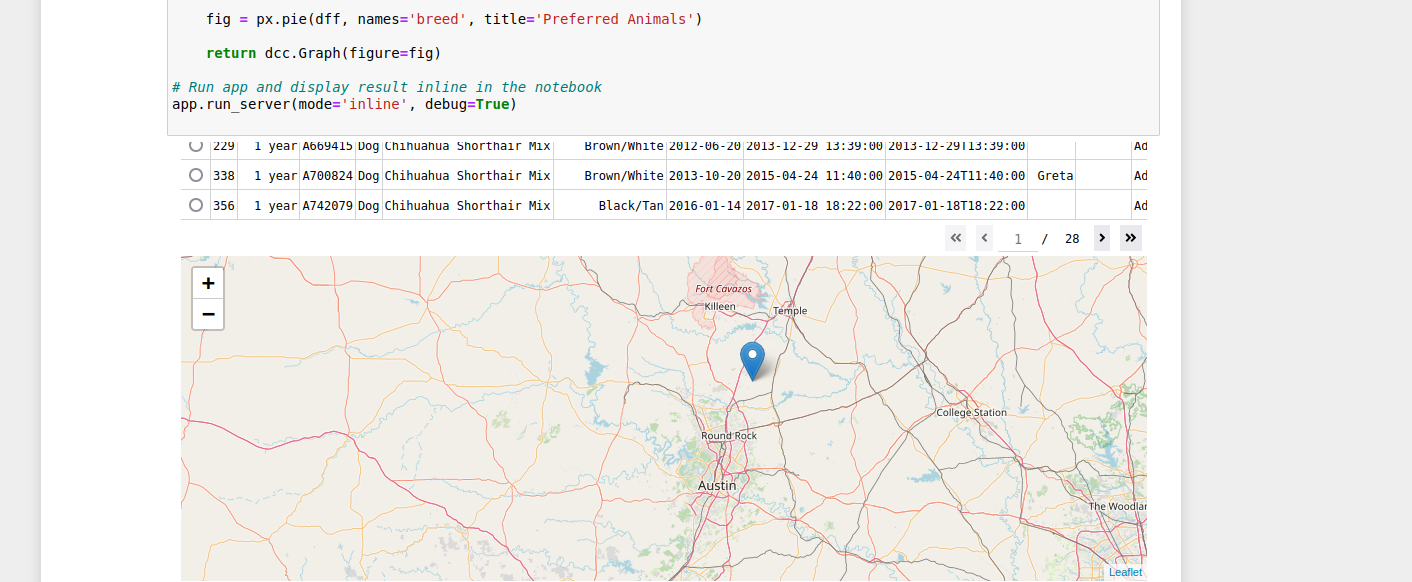 fig = px.pie(dff, names='breed', title='Preferred Animals')
return dcc.Graph(figure=fig)
# Run app and display result inline in the notebook
app.run_server(mode='inline', debug=True)
229 1 year A669415 Dog Chihuahua Shorthair Mix Brown/White 2012-06-20 2013-12-29 13:39:00 2013-12-29T13:39:00 Ad
338 1 year A700824 Dog Chihuahua Shorthair Mix Brown/White 2013-10-20 2015-04-24 11:40:00 2015-04-24T11:40:00 Greta Ad
356 1 year A742079 Dog Chihuahua Shorthair Mix Black/Tan 2016-01-14 2017-01-18 18:22:00 2017-01-18T18:22:00 Ad
1 / 28
+
−
Fort Cavazos
Killeen
Temple
College Station
Round Rock
Austin
The Woodlar
Leaflet